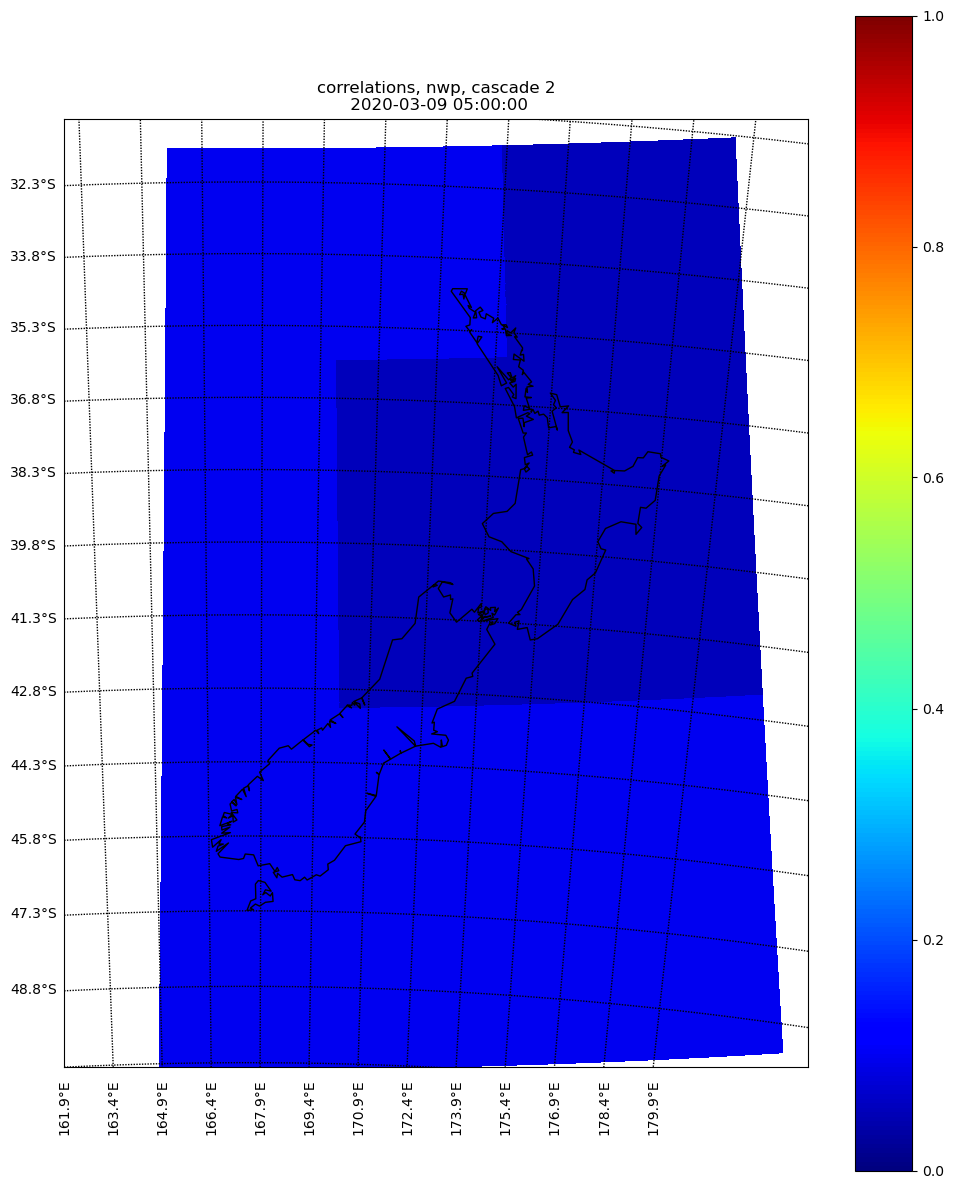 correlations, nwp, cascade 2
2020-03-09 05:00:00
32.3°S
33.8°S
35.3°S
36.8°S
38.3°S
39.8°S
41.3°S
42.8°S
44.3°S
45.8°S
47.3°S
48.8°S
161.9°E
163.4°E
164.9°E
166.4°E
167.9°E
169.4°E
170.9°E
172.4°E
173.9°E
175.4°E
176.9°E
178.4°E
179.9°E
1.0
0.8
0.6
0.4
0.2
0.0